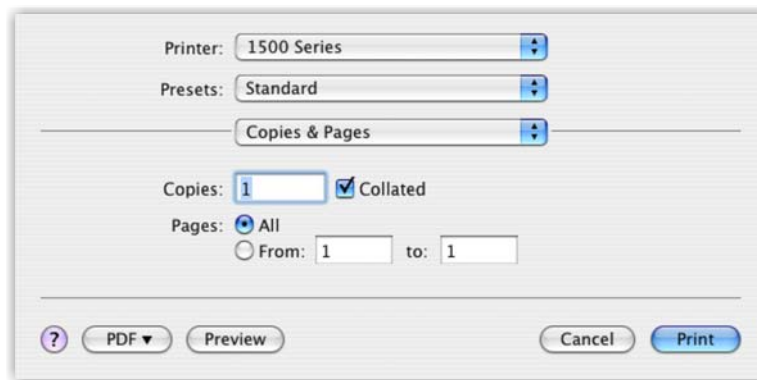 Printer: 1500 Series
Presets: Standard
Copies & Pages
Copies: 1 Collated
Pages: All
From: 1 to: 1
? PDF▼ Preview Cancel Print